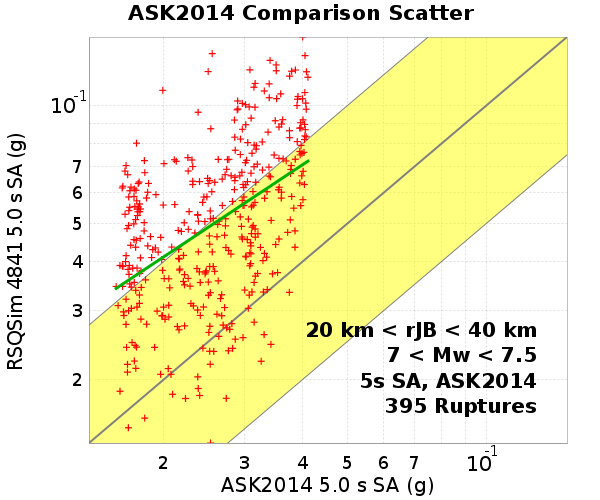 ASK2014 Comparison Scatter
RSQSim 4841 5.0 s SA (g)
10⁻¹
7
6
5
4
3
2
20 km < rJB < 40 km
7 < Mw < 7.5
5s SA, ASK2014
395 Ruptures
2 3 4 5 6 7 10⁻¹
ASK2014 5.0 s SA (g)